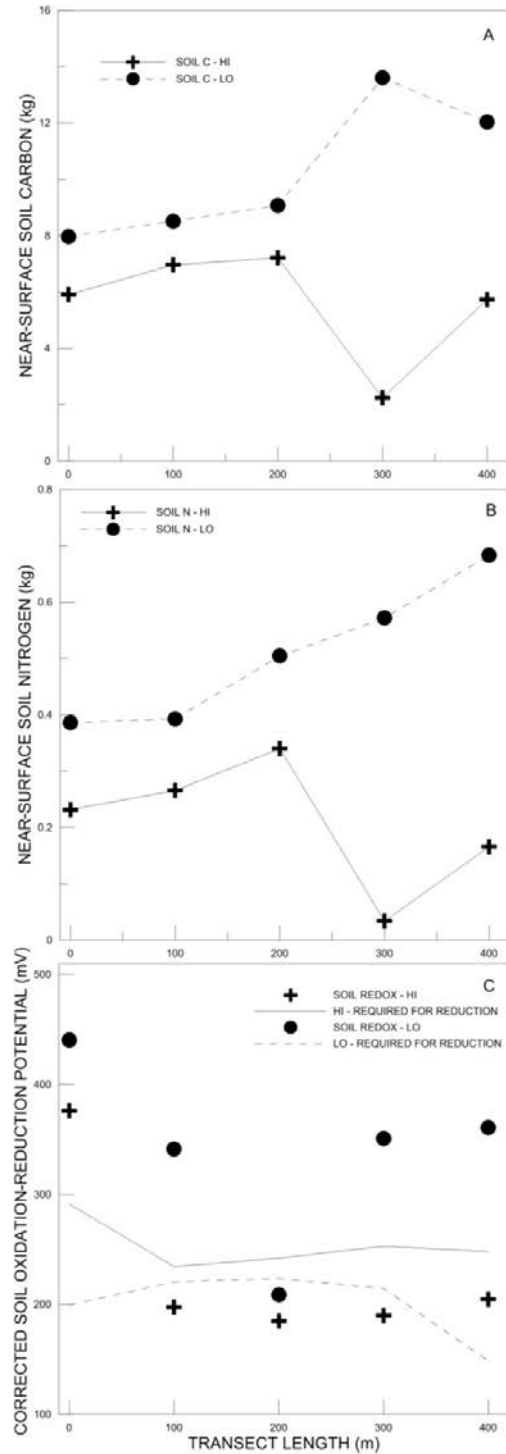 A
SOIL C - HI
SOIL C - LO
NEAR-SURFACE SOIL CARBON (kg)
16
12
8
4
0
0 100 200 300 400
B
SOIL N - HI
SOIL N - LO
NEAR-SURFACE SOIL NITROGEN (kg)
0.8
0.6
0.4
0.2
0
0 100 200 300 400
C
SOIL REDOX - HI
HI - REQUIRED FOR REDUCTION
SOIL REDOX - LO
LO - REQUIRED FOR REDUCTION
CORRECTED SOIL OXIDATION-REDUCTION POTENTIAL (mV)
500
400
300
200
100
0 100 200 300 400
TRANSECT LENGTH (m)